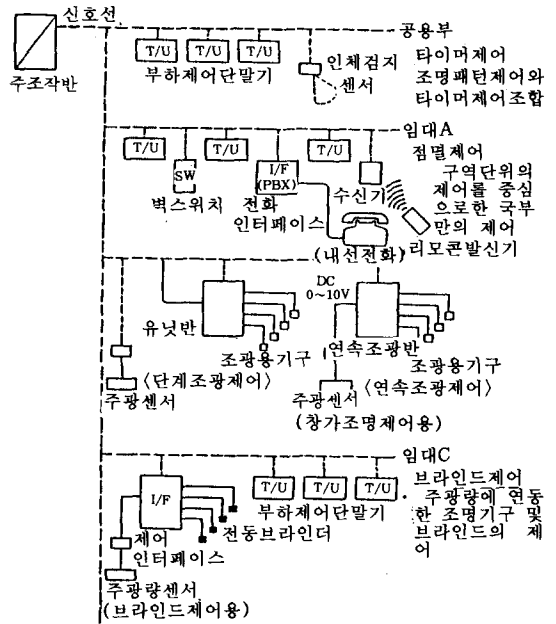 신호선
주조작반
공용부
T/U T/U T/U
부하제어단말기
인체검지
센서
타이머제어
조명패턴제어와
타이머제어조합
임대A
T/U T/U T/U
SW
벽스위치
I/F
(PBX)
전화
인터페이스
수신기
(내선전화)
리모콘발신기
점멸제어
구역단위의
제어를 중심
으로한 국부
만의 제어
유닛반
조광용기구
주광센서
〈단계조광제어〉
DC
0~10V
연속조광반
조광용기구
주광센서
〈연속조광제어〉
(창가조명제어용)
임대C
I/F
T/U T/U T/U
부하제어단말기
전동브라인더
제어
인터페이스
주광량센서
(브라인드제어용)
브라인드제어
· 주광량에 연동
한 조명기구 및
브라인드의 제
어